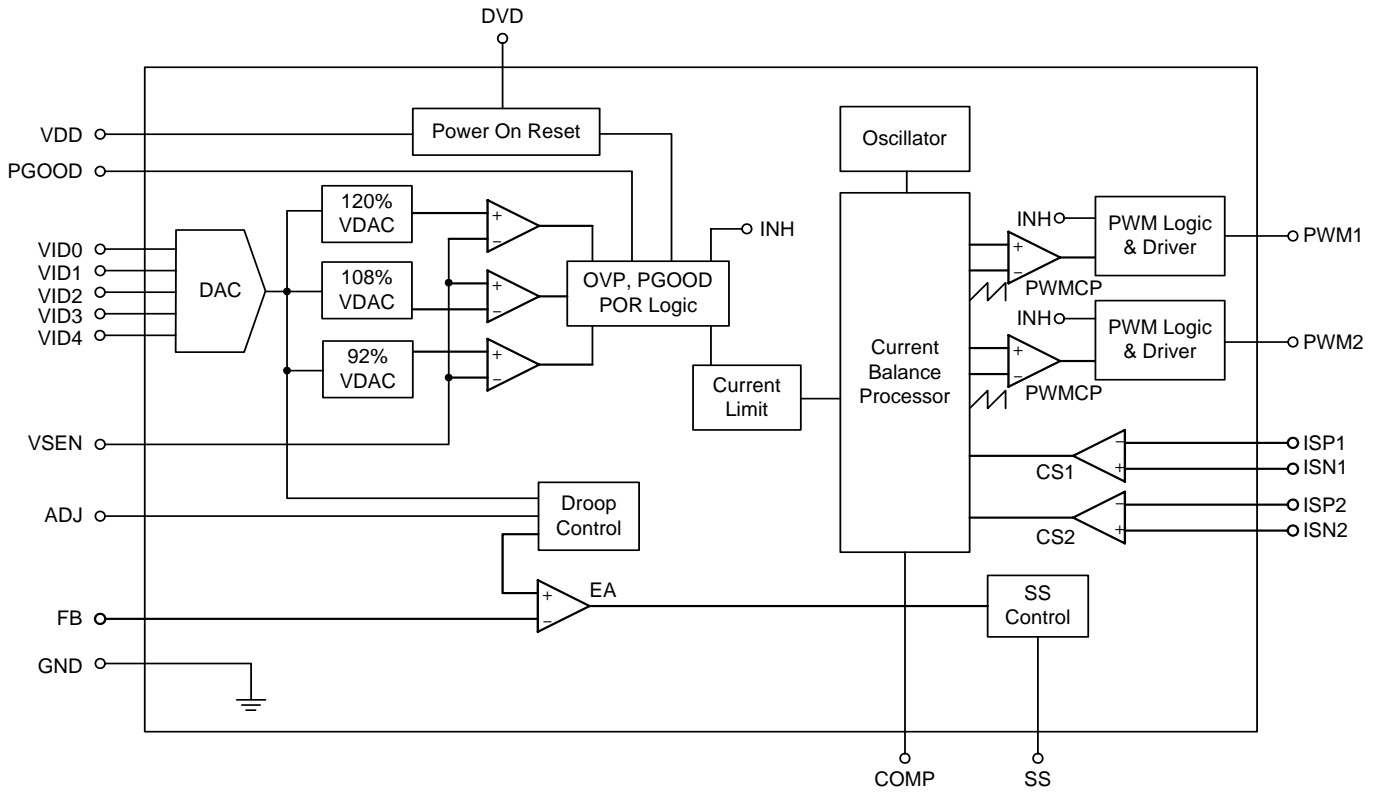 DVD
VDD
Power On Reset
Oscillator
PGOOD
120%
VDAC
+
−
INH
INH
PWM Logic
& Driver
PWM1
VID0
VID1
VID2
VID3
VID4
DAC
108%
VDAC
+
−
OVP, PGOOD
POR Logic
+
−
PWMCP
INH
PWM Logic
& Driver
PWM2
92%
VDAC
+
−
Current
Limit
Current
Balance
Processor
+
−
PWMCP
VSEN
CS1
−
+
ISP1
ISN1
ADJ
Droop
Control
CS2
−
+
ISP2
ISN2
FB
+
−
EA
SS
Control
GND
COMP
SS